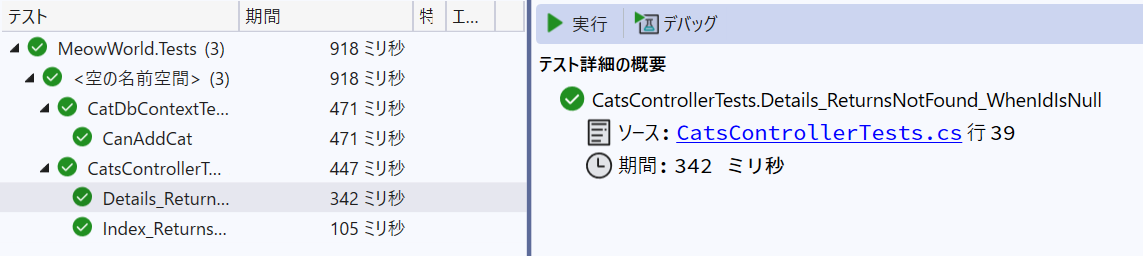 テスト 期間 特 エ...
MeowWorld.Tests (3) 918 ミリ秒
<空の名前空間> (3) 918 ミリ秒
CatDbContextTe... 471 ミリ秒
CanAddCat 471 ミリ秒
CatsControllerT... 447 ミリ秒
Details_Return... 342 ミリ秒
Index_Returns... 105 ミリ秒
実行 デバッグ
テスト詳細の概要
CatsControllerTests.Details_ReturnsNotFound_WhenIdIsNull
ソース: CatsControllerTests.cs 行 39
期間: 342 ミリ秒